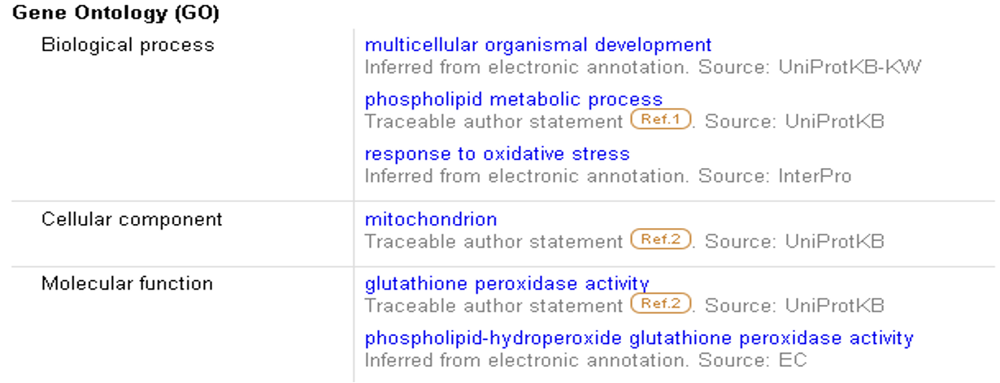 Gene Ontology (GO)
Biological process
multicellular organismal development
Inferred from electronic annotation. Source: UniProtKB-KW
phospholipid metabolic process
Traceable author statement Ref.1. Source: UniProtKB
response to oxidative stress
Inferred from electronic annotation. Source: InterPro
Cellular component
mitochondrion
Traceable author statement Ref.2. Source: UniProtKB
Molecular function
glutathione peroxidase activity
Traceable author statement Ref.2. Source: UniProtKB
phospholipid-hydroperoxide glutathione peroxidase activity
Inferred from electronic annotation. Source: EC